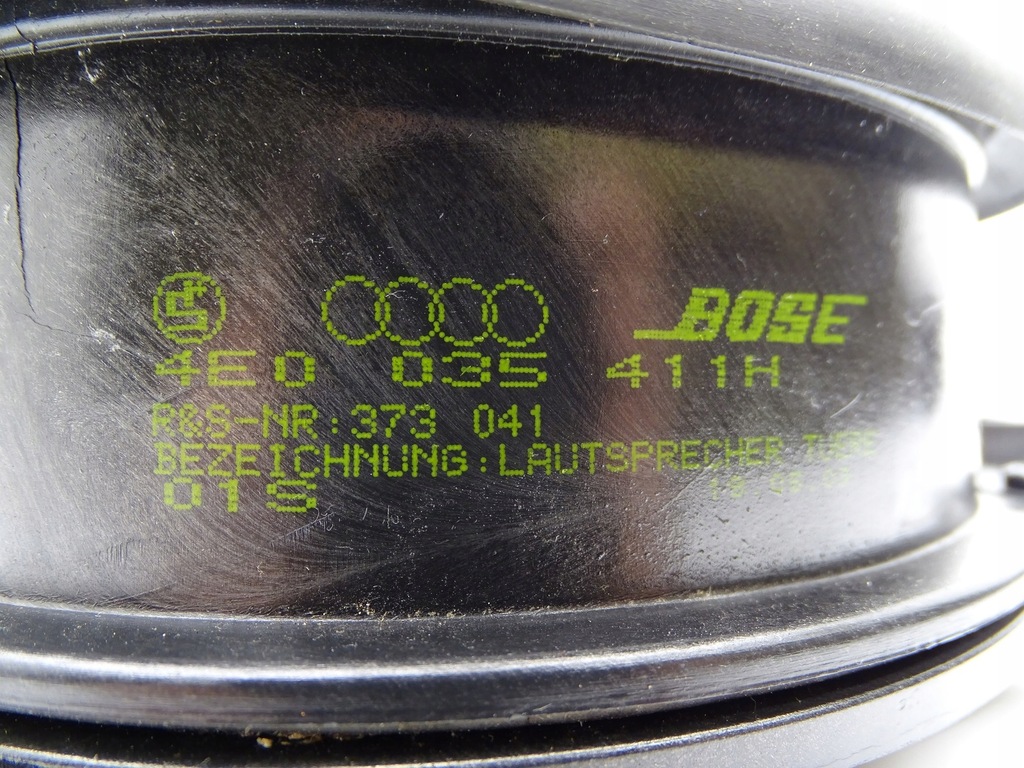 BOSE
4E0 035 411H
R&S-NR:373 041
BEZEICHNUNG:LAUTSPRECHER
01S